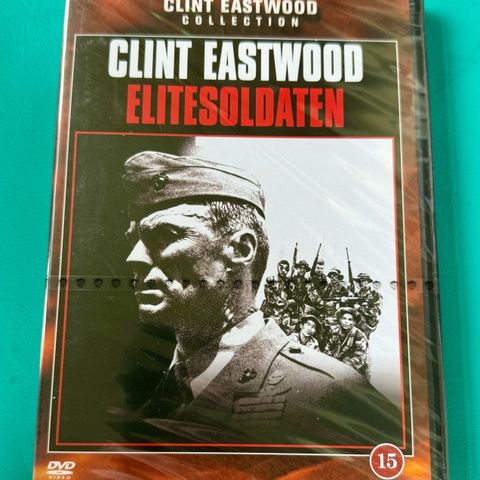 CLINT EASTWOOD
COLLECTION
CLINT EASTWOOD
ELITESOLDATEN
DVD
VIDEO
15